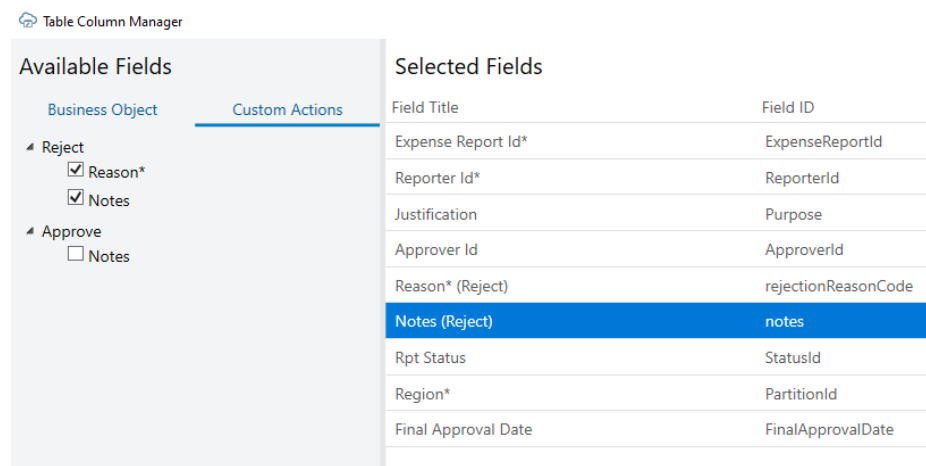 Table Column Manager
Available Fields
Business Object Custom Actions
Reject
Reason*
Notes
Approve
Notes
Selected Fields
Field Title Field ID
Expense Report Id* ExpenseReportId
Reporter Id* ReporterId
Justification Purpose
Approver Id ApproverId
Reason* (Reject) rejectionReasonCode
Notes (Reject) notes
Rpt Status StatusId
Region* PartitionId
Final Approval Date FinalApprovalDate